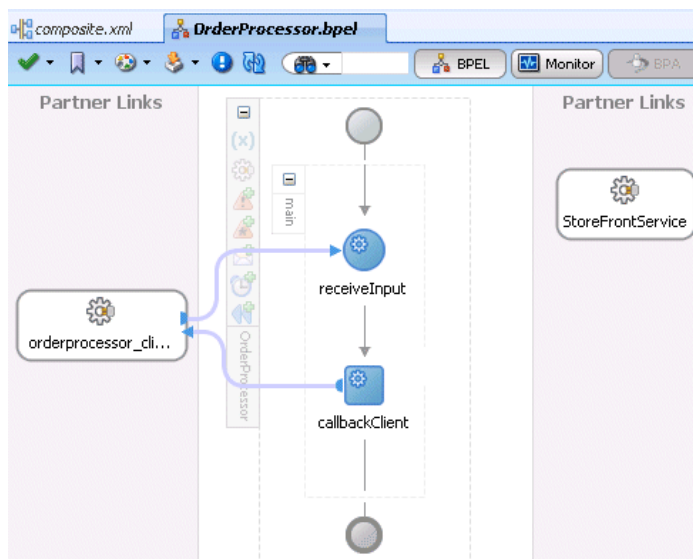 composite.xml
OrderProcessor.bpel
BPEL
Monitor
BPA
Partner Links
Partner Links
(x)
main
StoreFrontService
receiveInput
orderprocessor_cli...
OrderProcessor
callbackClient